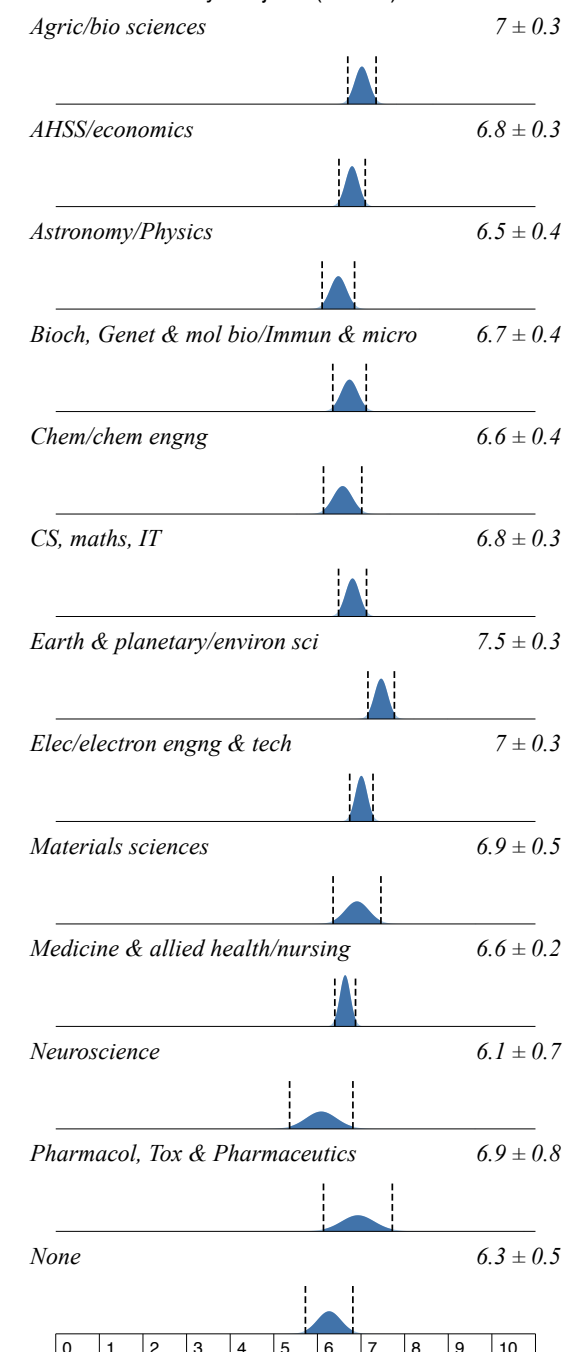 Agric/bio sciences 7 ± 0.3
AHSS/economics 6.8 ± 0.3
Astronomy/Physics 6.5 ± 0.4
Bioch, Genet & mol bio/Immun & micro 6.7 ± 0.4
Chem/chem engng 6.6 ± 0.4
CS, maths, IT 6.8 ± 0.3
Earth & planetary/environ sci 7.5 ± 0.3
Elec/electron engng & tech 7 ± 0.3
Materials sciences 6.9 ± 0.5
Medicine & allied health/nursing 6.6 ± 0.2
Neuroscience 6.1 ± 0.7
Pharmacol, Tox & Pharmaceutics 6.9 ± 0.8
None 6.3 ± 0.5
0 1 2 3 4 5 6 7 8 9 10